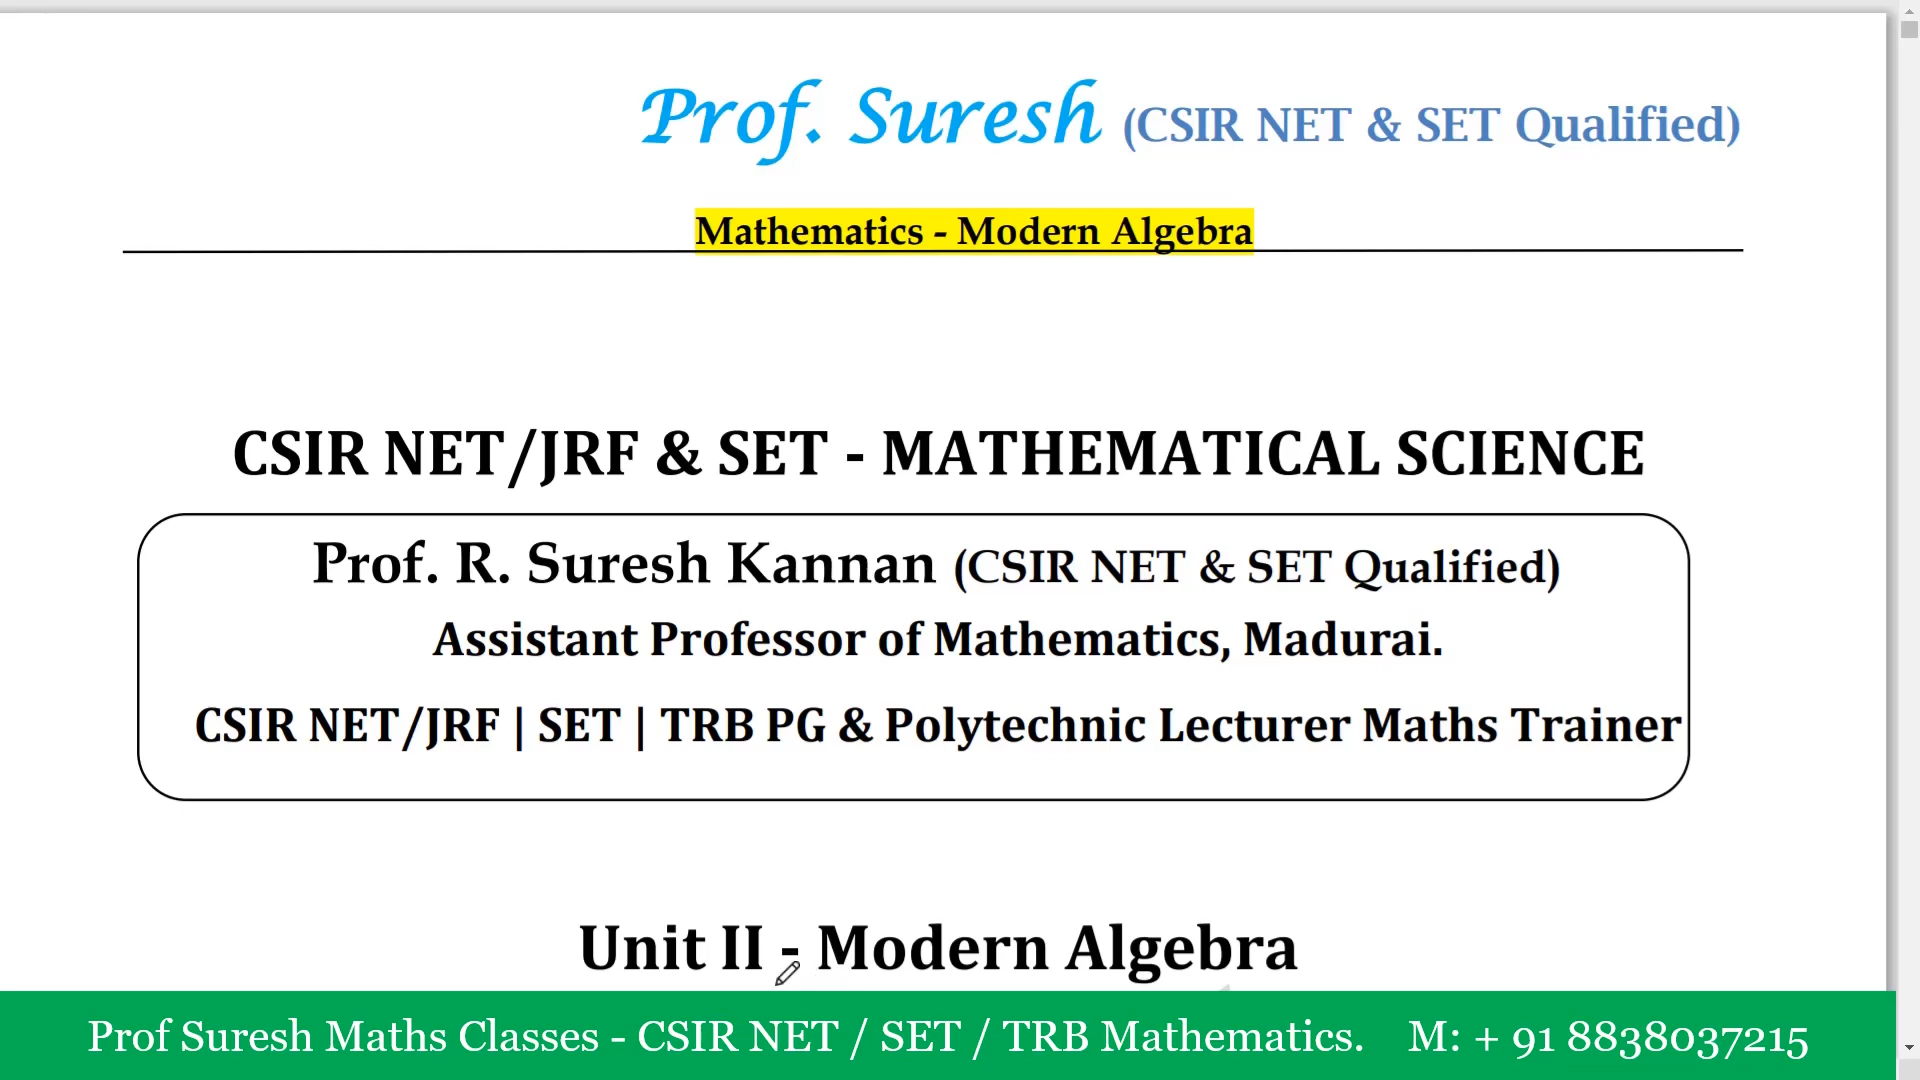 Prof. Suresh (CSIR NET & SET Qualified)
Mathematics - Modern Algebra
CSIR NET/JRF & SET - MATHEMATICAL SCIENCE
Prof. R. Suresh Kannan (CSIR NET & SET Qualified)
Assistant Professor of Mathematics, Madurai.
CSIR NET/JRF | SET | TRB PG & Polytechnic Lecturer Maths Trainer
Unit II - Modern Algebra
Prof Suresh Maths Classes - CSIR NET / SET / TRB Mathematics. M: + 91 8838037215